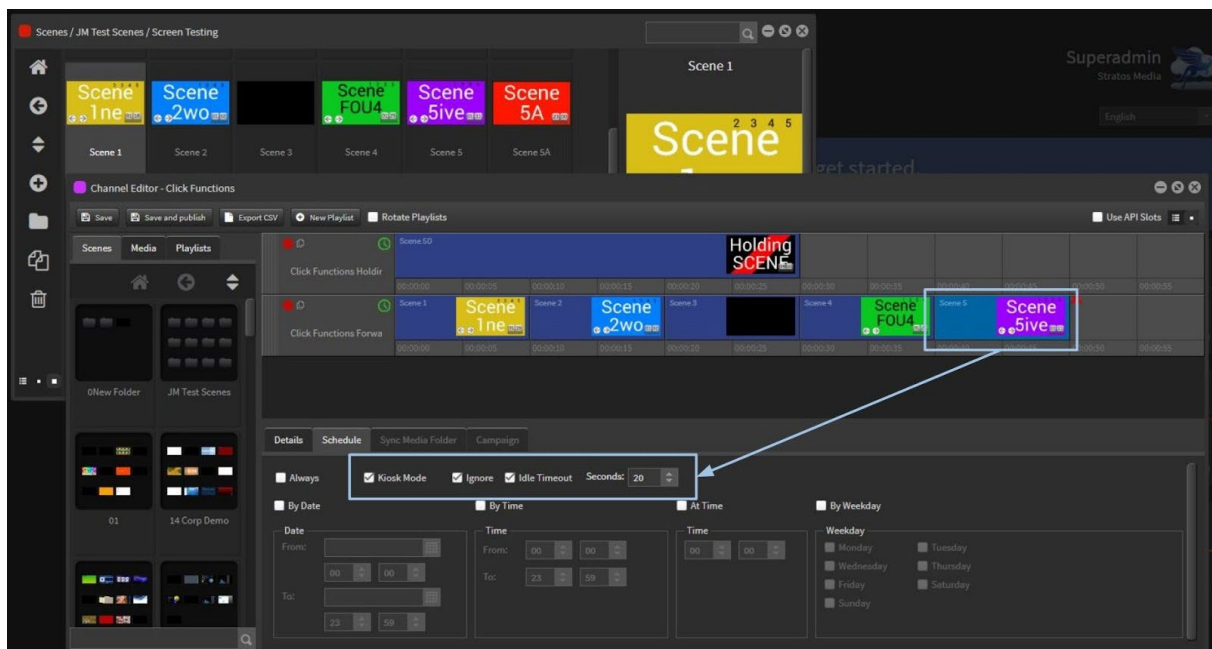 Scenes / JM Test Scenes / Screen Testing
Superadmin
Stratos Media
English
get started.
Scene 1ne
Scene 2wo
Scene FOU4
Scene 5ive
Scene 5A
Scene 1
Scene 2
Scene 3
Scene 4
Scene 5
Scene 5A
Scene 1
2 3 4 5
Scene
Channel Editor - Click Functions
Save
Save and publish
Export CSV
New Playlist
Rotate Playlists
Use API Slots
Scenes
Media
Playlists
0New Folder
JM Test Scenes
01
14 Corp Demo
Click Functions Holdir
Scene 5D
Holding
SCENE
00:00:00 00:00:05 00:00:10 00:00:15 00:00:20 00:00:25 00:00:30 00:00:35 00:00:40 00:00:45 00:00:50 00:00:55
Click Functions Forwa
Scene 1
Scene 1ne
Scene 2
Scene 2wo
Scene 3
Scene 4
Scene FOU4
Scene 5
Scene 5ive
00:00:00 00:00:05 00:00:10 00:00:15 00:00:20 00:00:25 00:00:30 00:00:35 00:00:40 00:00:45 00:00:50 00:00:55
Details
Schedule
Sync Media Folder
Campaign
Always
Kiosk Mode
Ignore
Idle Timeout
Seconds: 20
By Date
By Time
At Time
By Weekday
Date
From:
00 00
To:
23 59
Time
From: 00 00
To: 23 59
Time
00 00
Weekday
Monday
Tuesday
Wednesday
Thursday
Friday
Saturday
Sunday